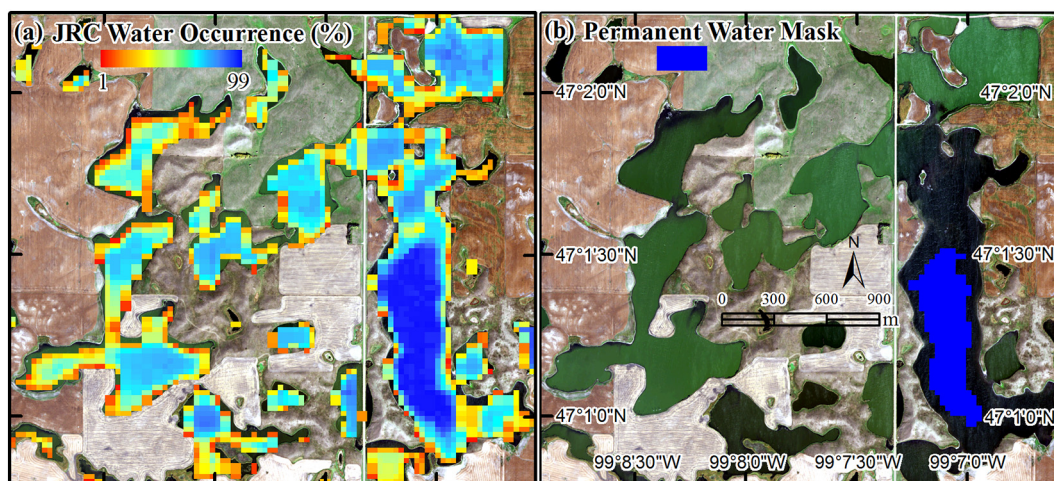 (a) JRC Water Occurrence (%)
1 99
(b) Permanent Water Mask
47°2'0"N 47°2'0"N
47°1'30"N 47°1'30"N
N
0 300 600 900
m
47°1'0"N 47°1'0"N
99°8'30"W 99°8'0"W 99°7'30"W 99°7'0"W